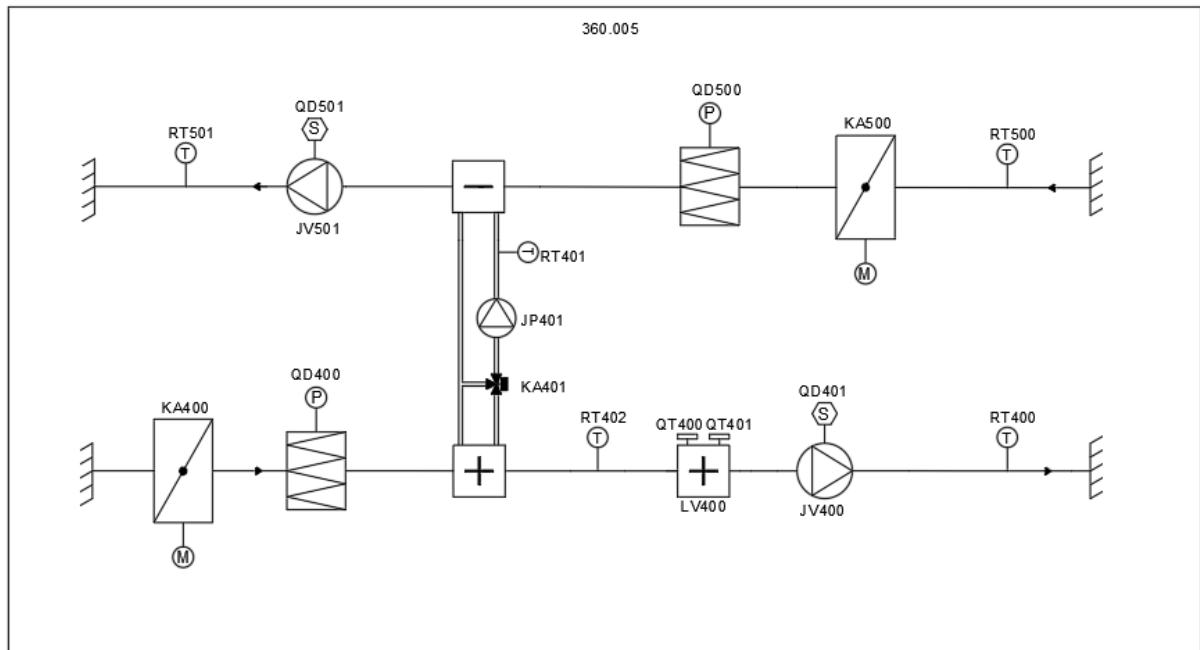 360.005
QD501
S
RT501
T
JV501
QD500
P
KA500
M
RT500
T
T
RT401
JP401
KA401
KA400
M
QD400
P
RT402
T
QT400 QT401
LV400
QD401
S
JV400
RT400
T